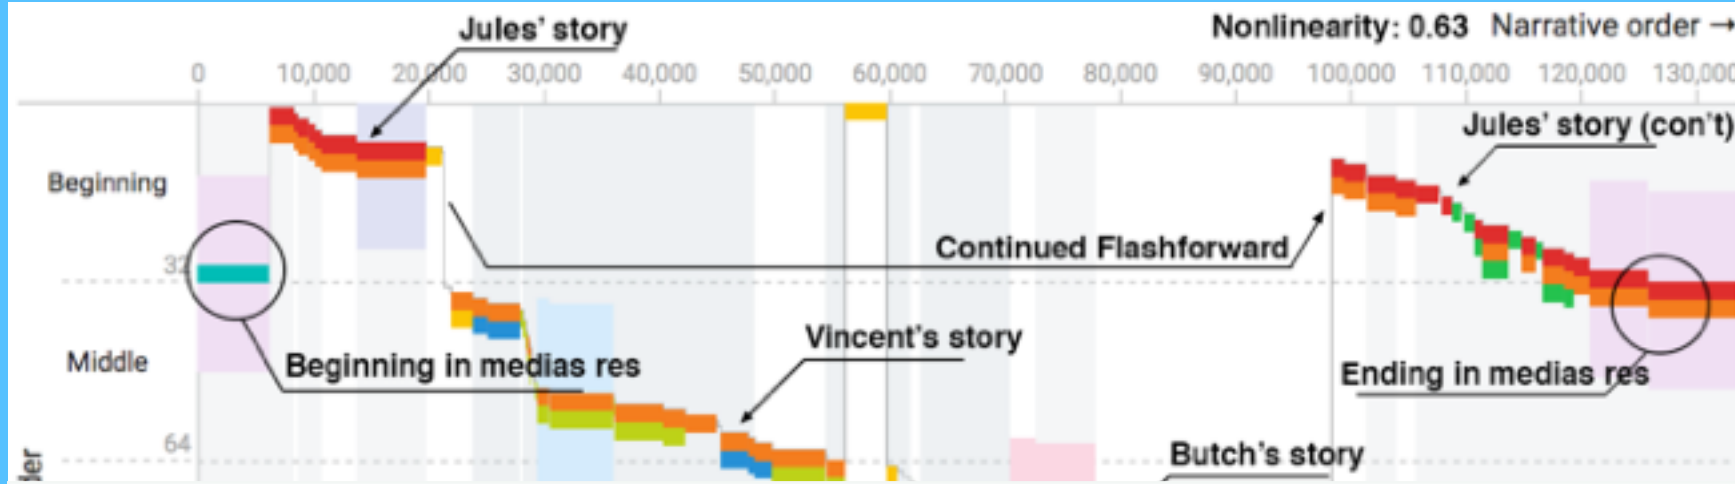 Jules’ story
Nonlinearity: 0.63 Narrative order →
0 10,000 20,000 30,000 40,000 50,000 60,000 70,000 80,000 90,000 100,000 110,000 120,000 130,000
Jules’ story (con’t)
Beginning
Continued Flashforward
32
Vincent’s story
Middle
Beginning in medias res
Ending in medias res
64
Butch’s story